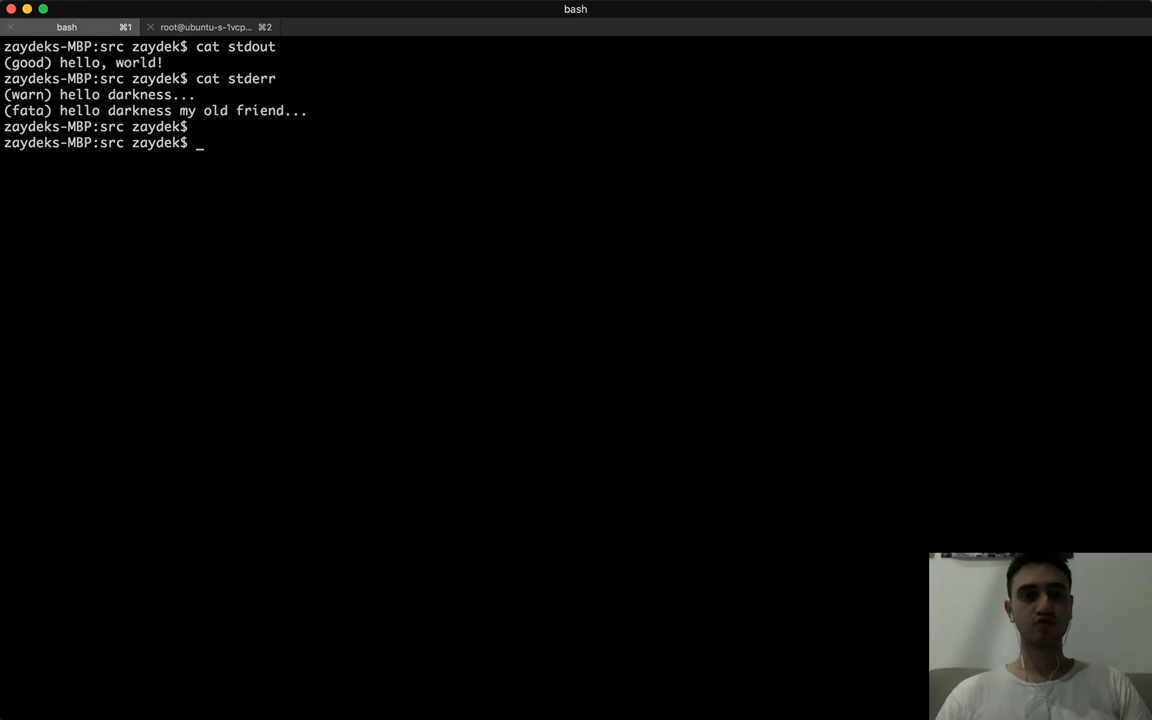 bash
bash ⌘1 root@ubuntu-s-1vcp... ⌘2
zaydeks-MBP:src zaydek$ cat stdout
(good) hello, world!
zaydeks-MBP:src zaydek$ cat stderr
(warn) hello darkness...
(fata) hello darkness my old friend...
zaydeks-MBP:src zaydek$
zaydeks-MBP:src zaydek$ _